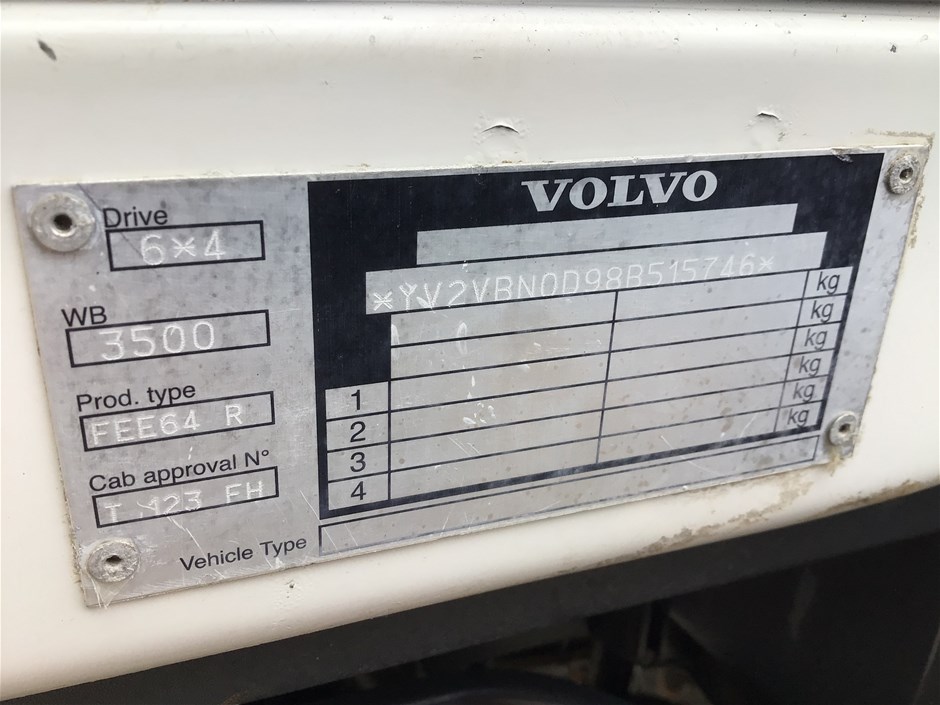 VOLVO
Drive
6*4
*YV2VBN0D98B515746*
WB
3500
Prod. type
FEE64 R
Cab approval N°
T 123 FH
Vehicle Type
kg
kg
kg
kg
kg
kg
1
2
3
4